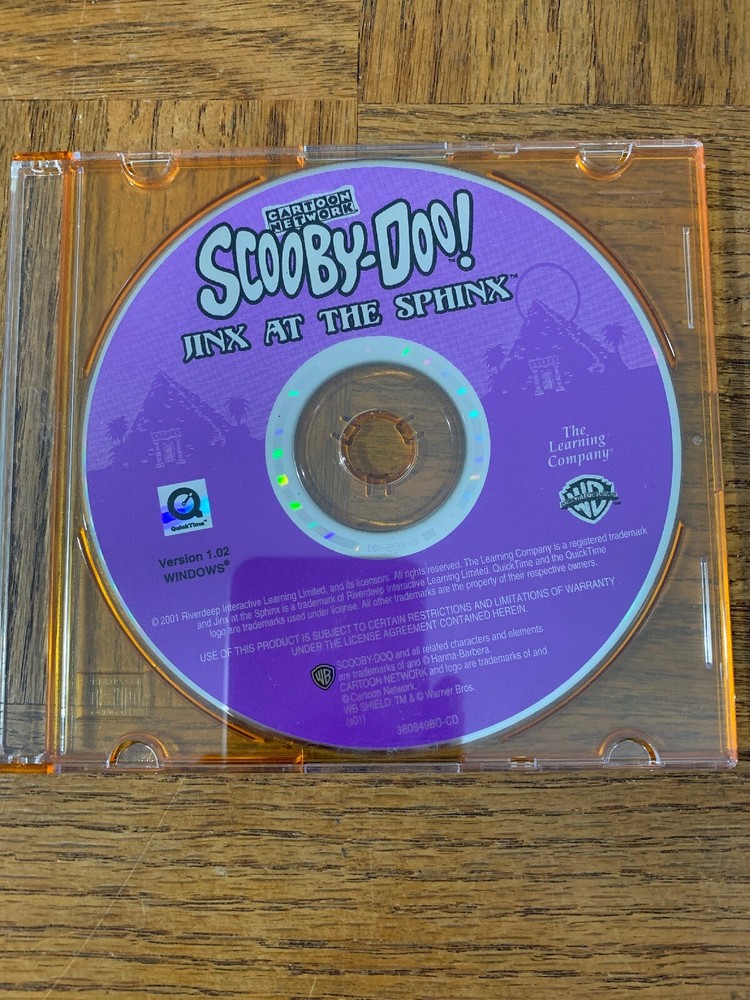 CARTOON
NETWORK
SCOOBY-DOO!™
JINX AT THE SPHINX™
The
Learning
Company®
WB
QuickTime™
Version 1.02
WINDOWS®
© 2001 Riverdeep Interactive Learning Limited, and its licensors. All rights reserved. The Learning Company is a registered trademark
and Jinx at the Sphinx is a trademark of Riverdeep Interactive Learning Limited. QuickTime and the QuickTime
logo are trademarks used under license. All other trademarks are the property of their respective owners.
USE OF THIS PRODUCT IS SUBJECT TO CERTAIN RESTRICTIONS AND LIMITATIONS OF WARRANTY
UNDER THE LICENSE AGREEMENT CONTAINED HEREIN.
WB
SCOOBY-DOO and all related characters and elements
are trademarks of and © Hanna-Barbera.
CARTOON NETWORK and logo are trademarks of and
© Cartoon Network.
WB SHIELD: TM & © Warner Bros.
(s01)
380849BO-CD